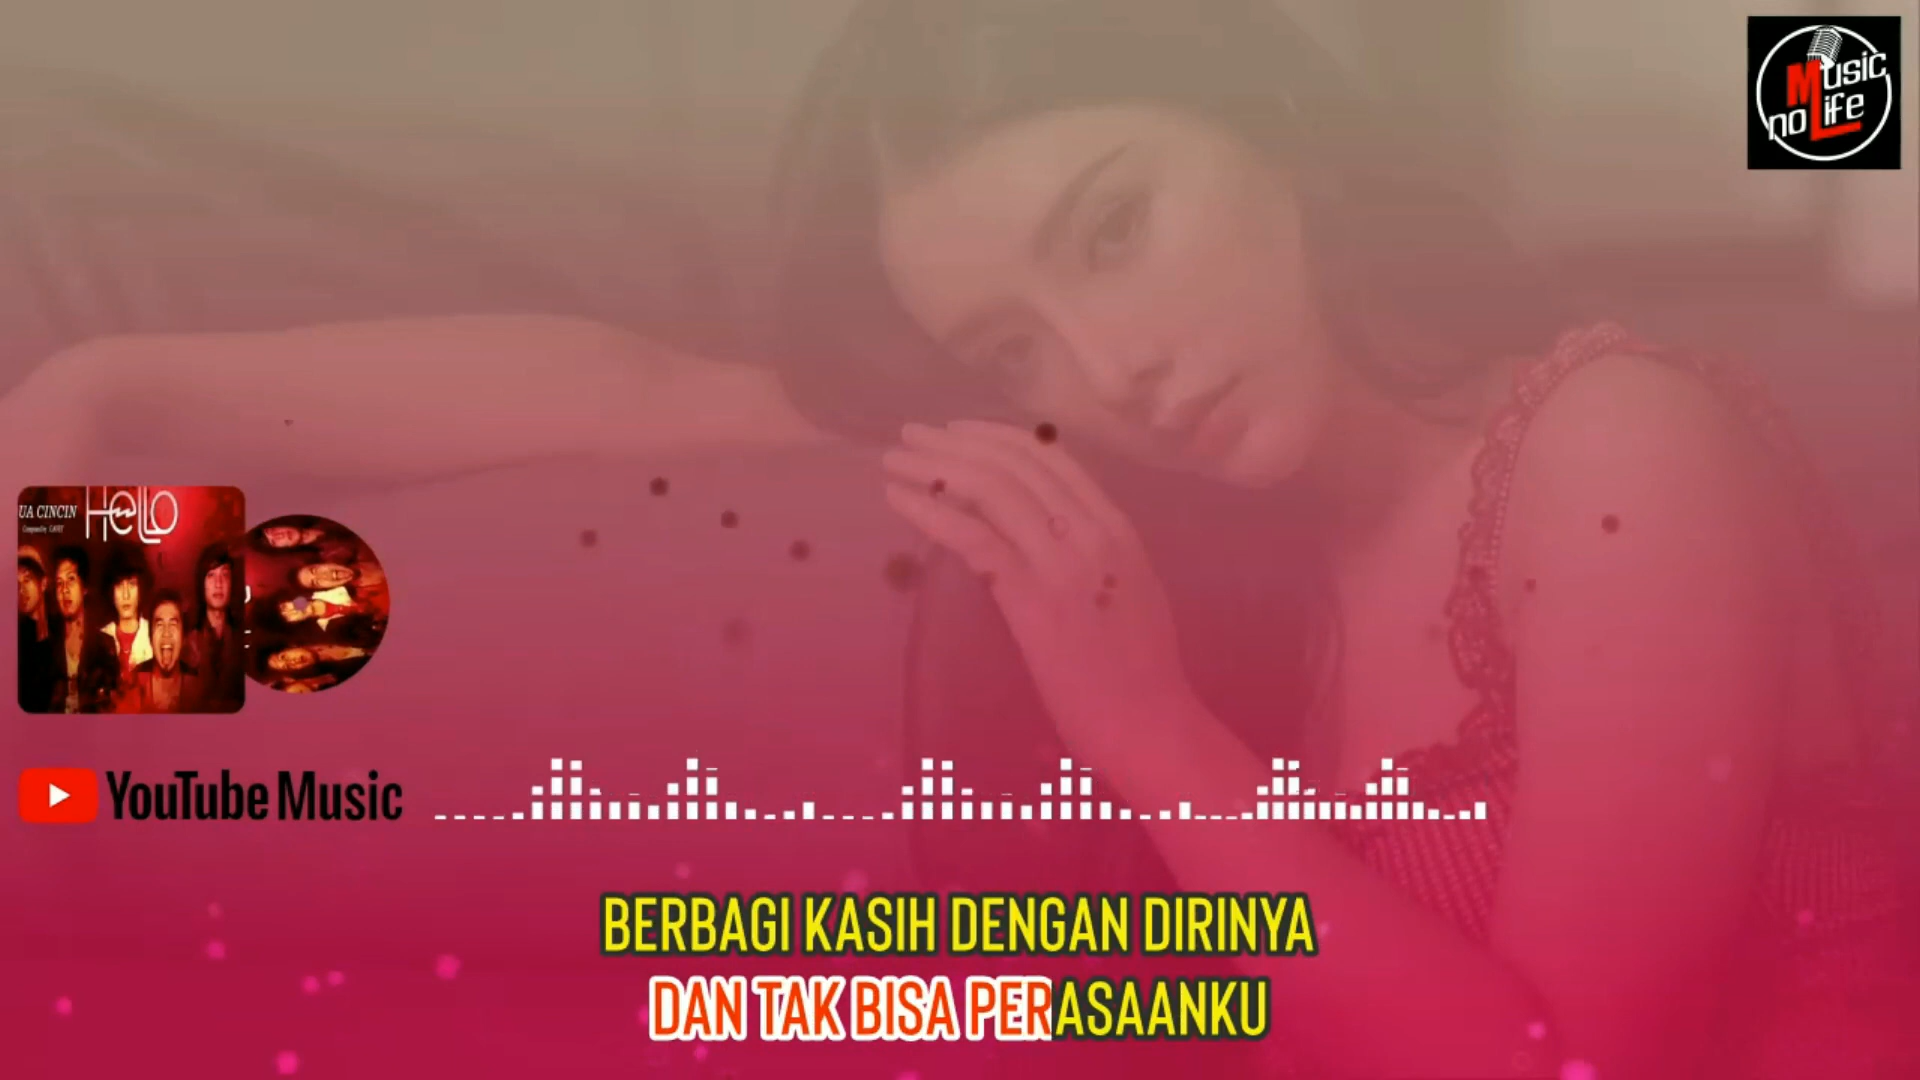 Music
no Life
UA CINCIN
HELLO
YouTube Music
BERBAGI KASIH DENGAN DIRINYA
DAN TAK BISA PERASAANKU